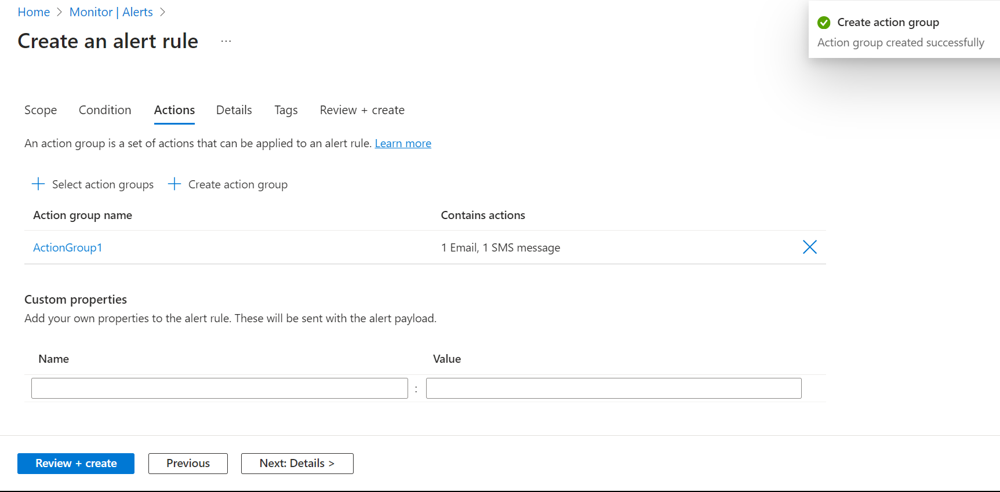 Home > Monitor | Alerts >
Create an alert rule ...
Create action group
Action group created successfully
Scope Condition Actions Details Tags Review + create
An action group is a set of actions that can be applied to an alert rule. Learn more
+ Select action groups + Create action group
Action group name Contains actions
ActionGroup1 1 Email, 1 SMS message
Custom properties
Add your own properties to the alert rule. These will be sent with the alert payload.
Name Value
:
Review + create Previous Next: Details >